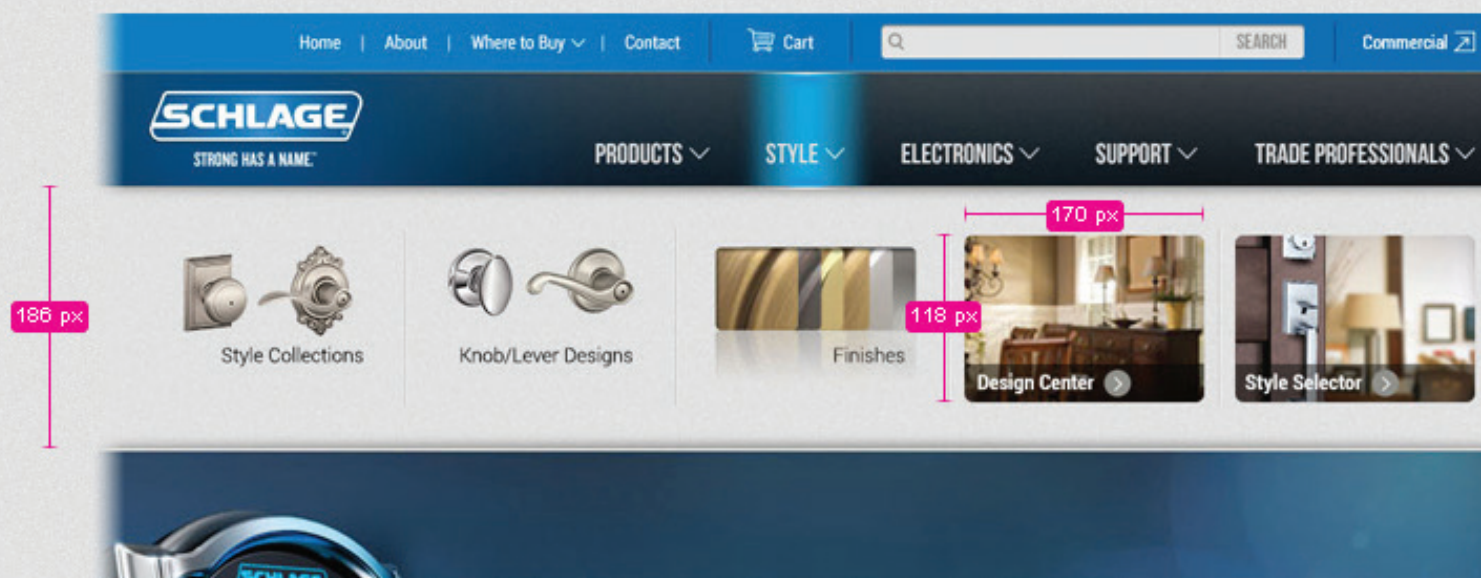 Home | About | Where to Buy | Contact Cart SEARCH Commercial
SCHLAGE
STRONG HAS A NAME™
PRODUCTS STYLE ELECTRONICS SUPPORT TRADE PROFESSIONALS
170 px
186 px
118 px
Style Collections Knob/Lever Designs Finishes
Design Center Style Selector
SCHLAGE